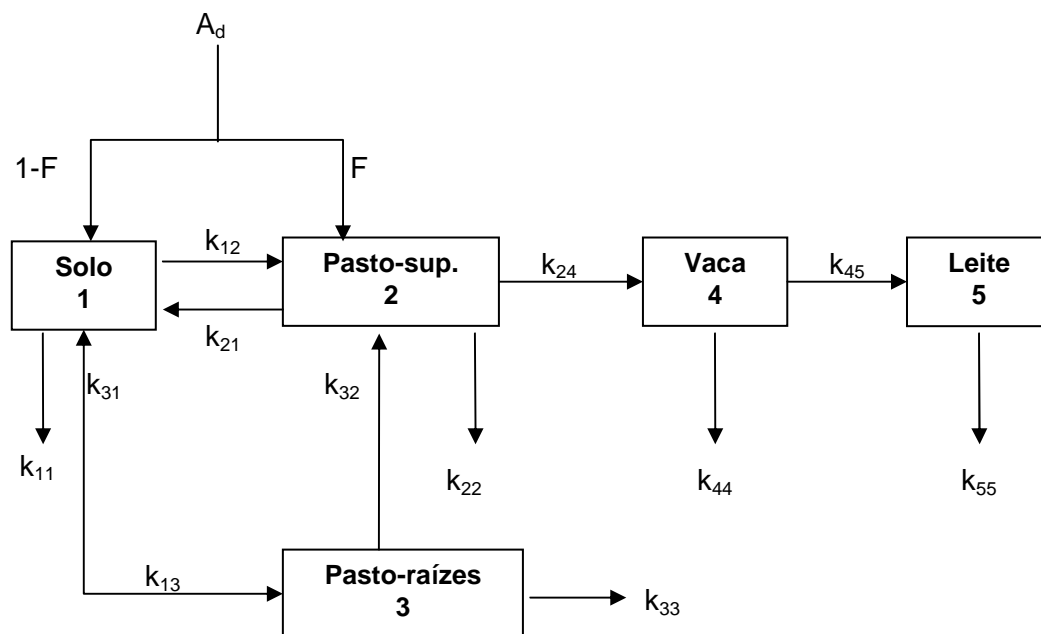 A_d
1-F
F
Solo
1
k_12
Pasto-sup.
2
k_24
Vaca
4
k_45
Leite
5
k_21
k_31
k_32
k_11
k_22
k_44
k_55
k_13
Pasto-raízes
3
k_33